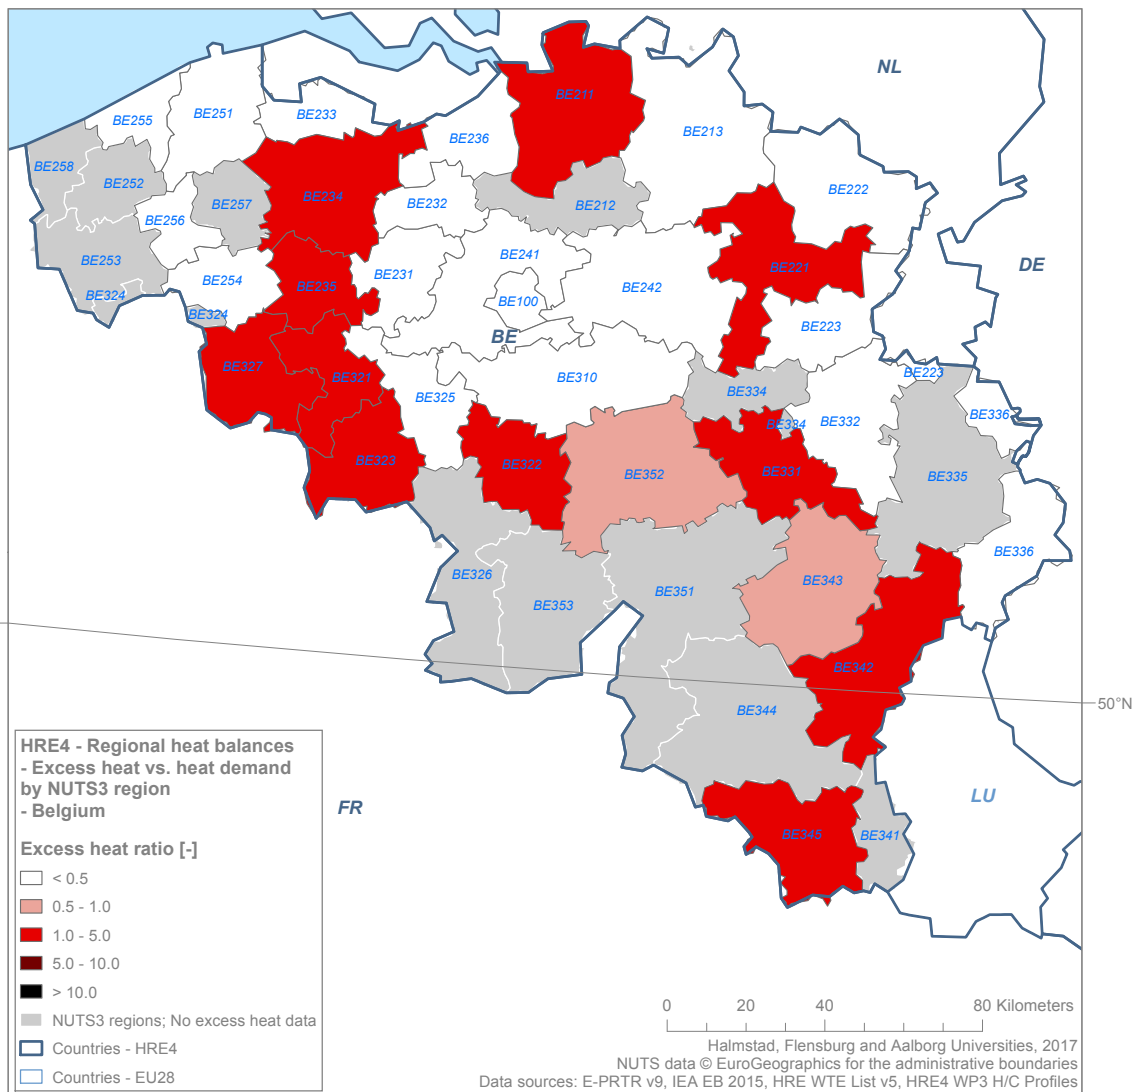 NL
BE211
BE251
BE233
BE255
BE236
BE213
BE258
BE252
BE234
BE257
BE232
BE222
BE256
BE212
BE253
BE254
BE231
BE241
BE221
DE
BE324
BE235
BE100
BE242
BE324
BE
BE223
BE327
BE321
BE310
BE223
BE325
BE334
BE334
BE332
BE336
BE323
BE322
BE352
BE331
BE335
BE326
BE353
BE351
BE343
BE336
BE342
50°N
BE344
LU
FR
BE345
BE341
HRE4 - Regional heat balances
- Excess heat vs. heat demand
by NUTS3 region
- Belgium
Excess heat ratio [-]
< 0.5
0.5 - 1.0
1.0 - 5.0
5.0 - 10.0
> 10.0
NUTS3 regions; No excess heat data
Countries - HRE4
Countries - EU28
0 40 80 Kilometers
Halmstad, Flensburg and Aalborg Universities, 2017
NUTS data © EuroGeographics for the administrative boundaries
Data sources: E-PRTR v9, IEA EB 2015, HRE WTE List v5, HRE4 WP3 H/C Profiles